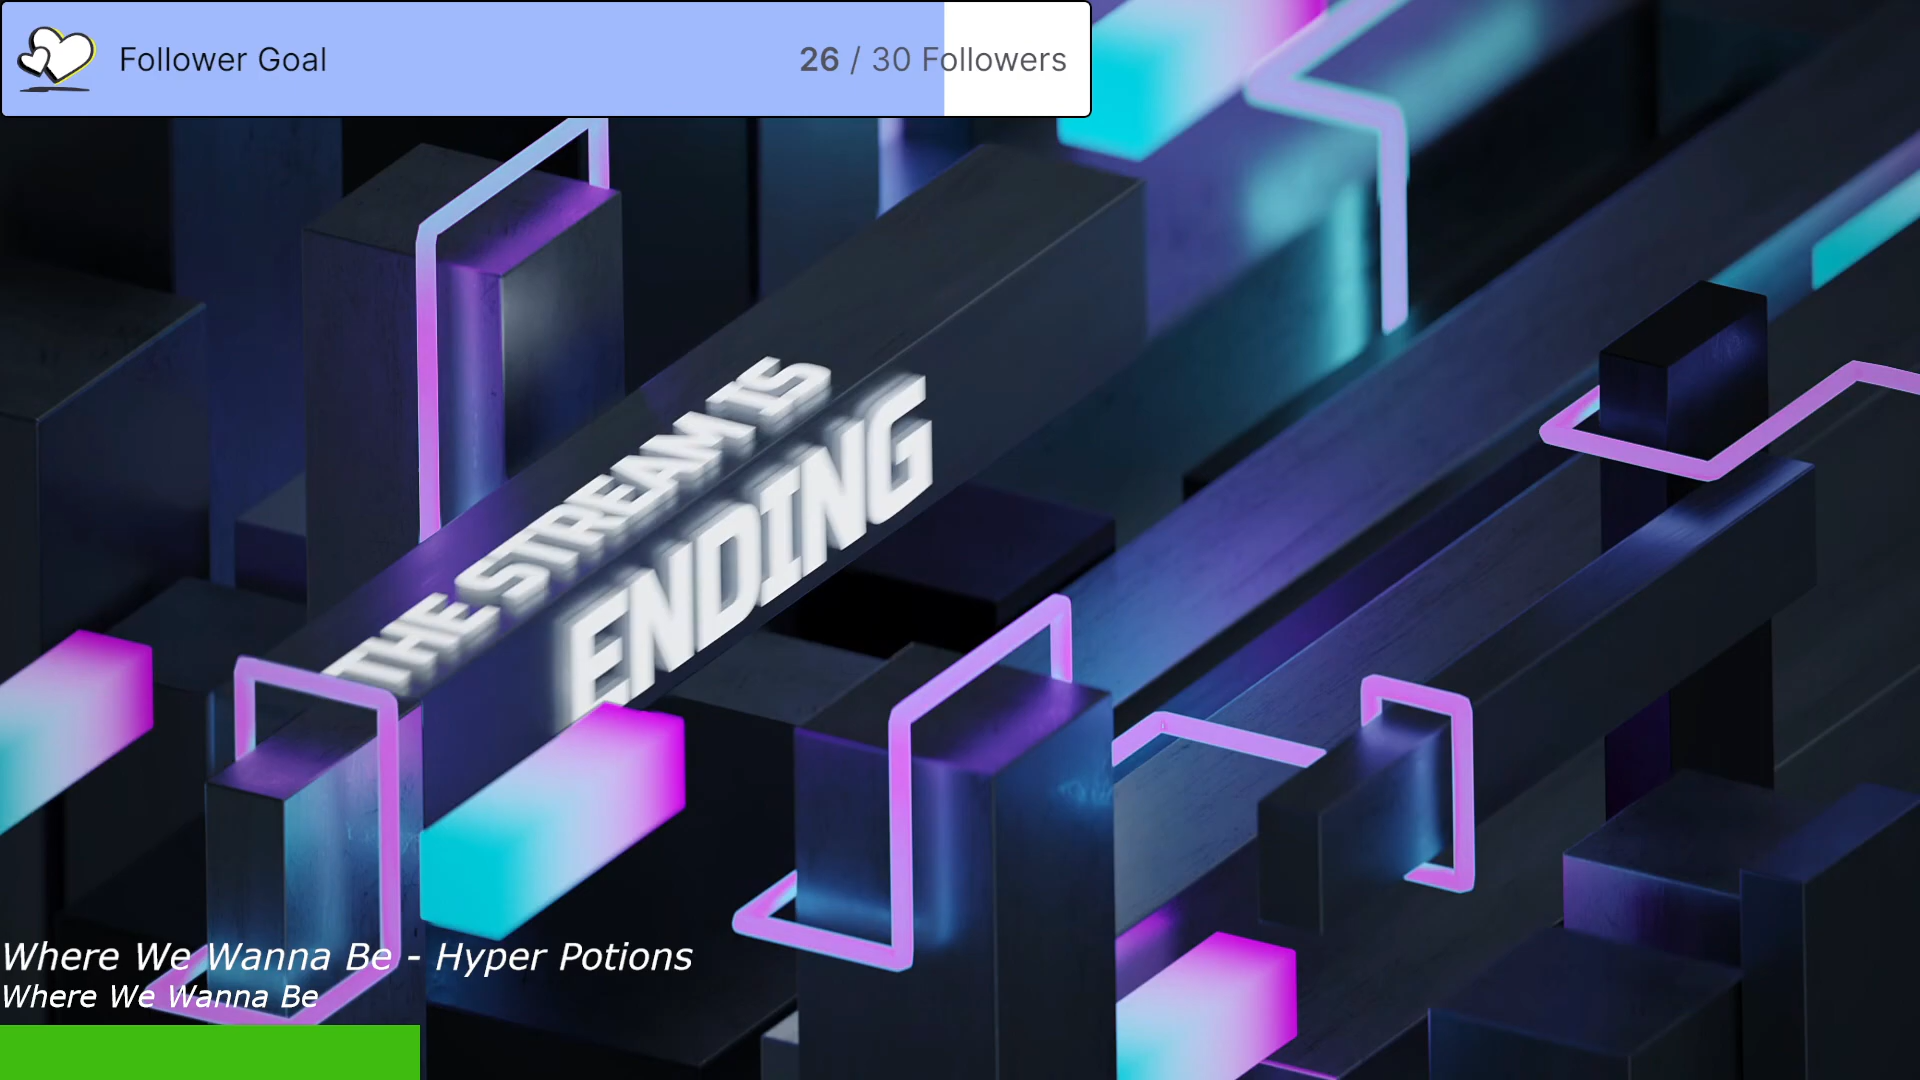 Follower Goal
26 / 30 Followers
THE STREAM IS
ENDING
Where We Wanna Be - Hyper Potions
Where We Wanna Be